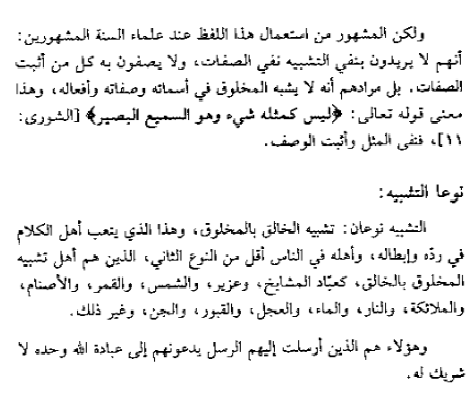 ولكن المشهور من استعمال هذا اللفظ عند علماء السنة المشهورين:
أنهم لا يريدون بنفي التشبيه نفي الصفات، ولا يصفون به كل من أثبت
الصفات. بل مرادهم أنه لا يشبه المخلوق في أسمائه وصفاته وأفعاله، وهذا
معنى قوله تعالى: ﴿ليس كمثله شيء وهو السميع البصير﴾ [الشورى:
١١]، فنفى المثل وأثبت الوصف.
نوعا التشبيه:
التشبيه نوعان: تشبيه الخالق بالمخلوق، وهذا الذي يتعب أهل الكلام
في ردّه وإبطاله، وأهله في الناس أقل من النوع الثاني، الذين هم أهل تشبيه
المخلوق بالخالق، كعبّاد المشايخ، وعزير، والشمس، والقمر، والأصنام،
والملائكة، والنار، والماء، والعجل، والقبور، والجن، وغير ذلك.
وهؤلاء هم الذين أرسلت إليهم الرسل يدعونهم إلى عبادة الله وحده لا
شريك له.